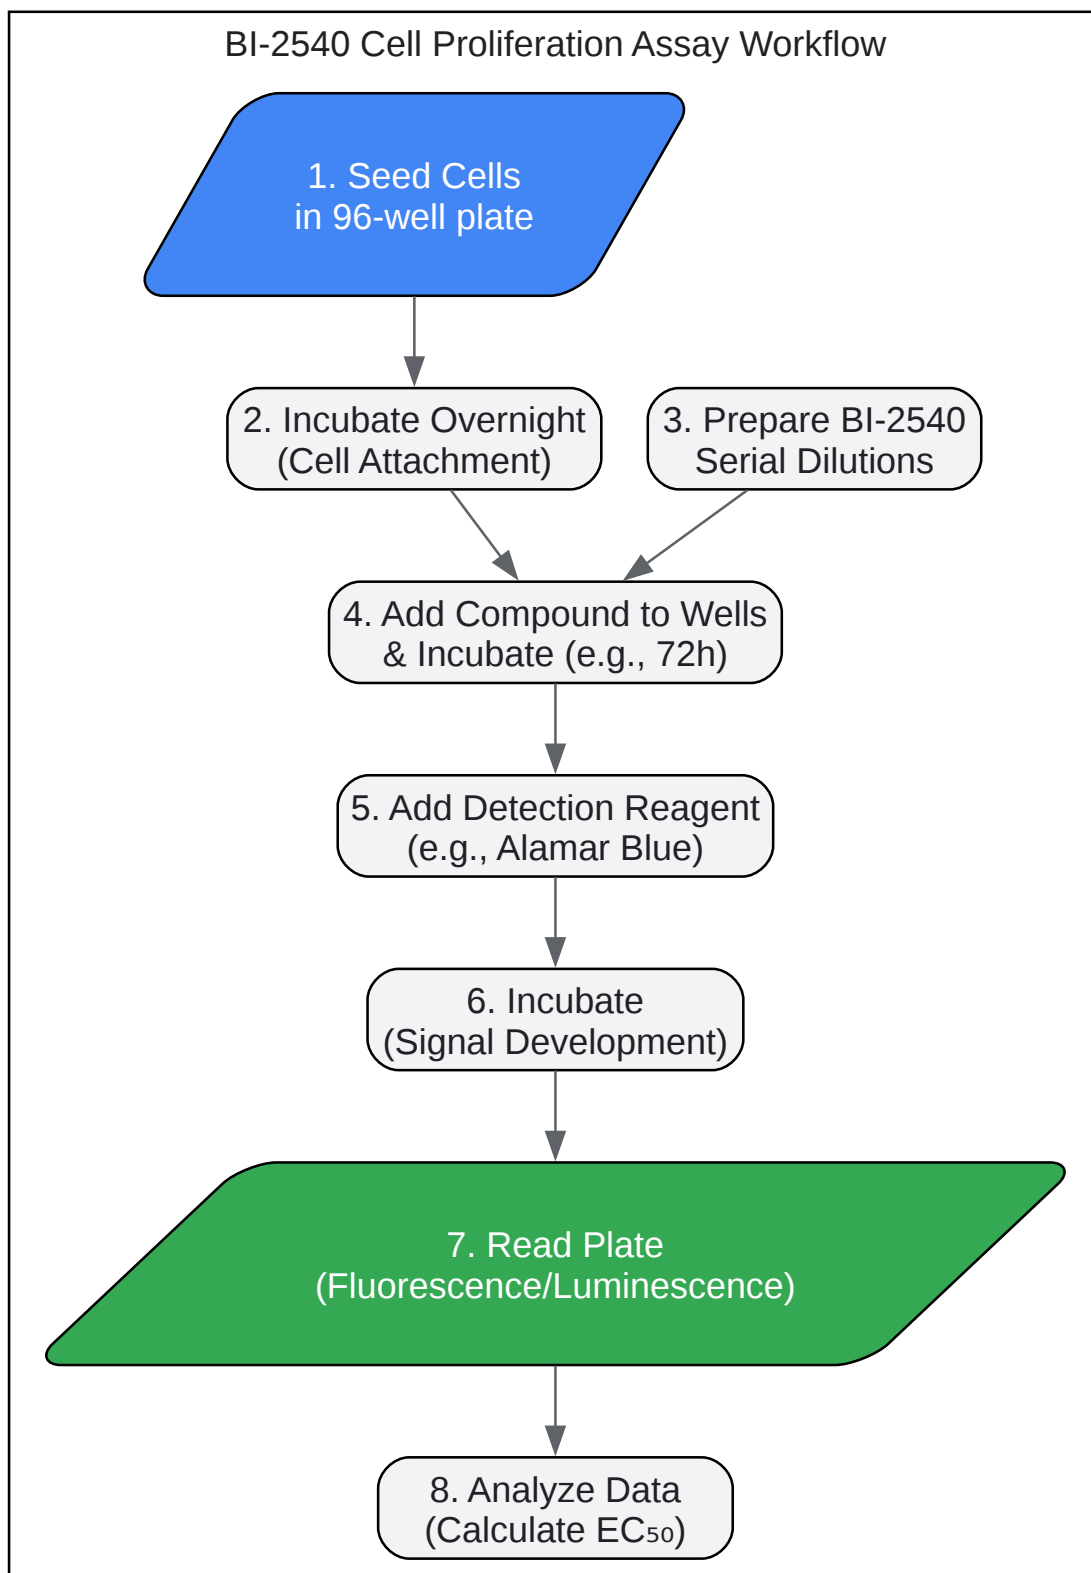 BI-2540 Cell Proliferation Assay Workflow
1. Seed Cells
in 96-well plate
2. Incubate Overnight
(Cell Attachment)
3. Prepare BI-2540
Serial Dilutions
4. Add Compound to Wells
& Incubate (e.g., 72h)
5. Add Detection Reagent
(e.g., Alamar Blue)
6. Incubate
(Signal Development)
7. Read Plate
(Fluorescence/Luminescence)
8. Analyze Data
(Calculate EC₅₀)